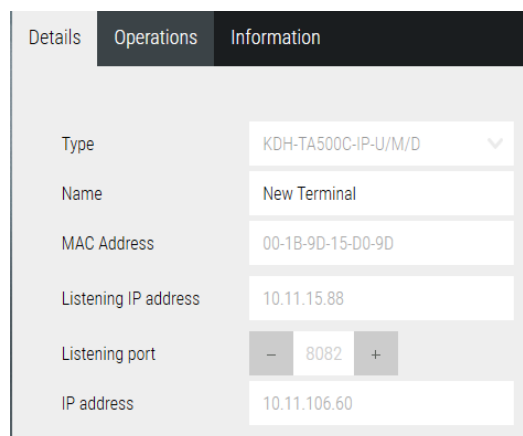 Details Operations Information
Type KDH-TA500C-IP-U/M/D
Name New Terminal
MAC Address 00-1B-9D-15-D0-9D
Listening IP address 10.11.15.88
Listening port − 8082 +
IP address 10.11.106.60